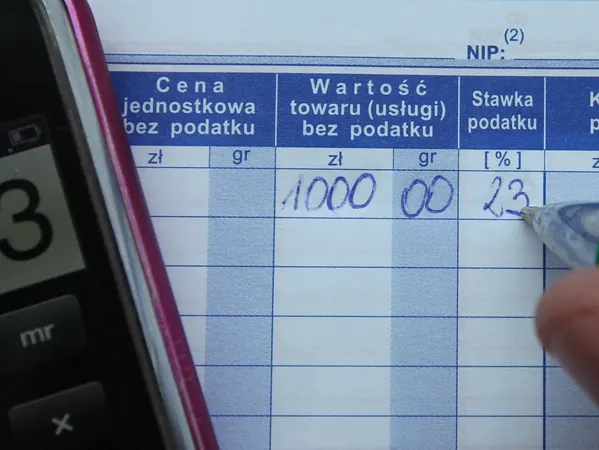 (2)
NIP:
Cena
jednostkowa
bez podatku
Wartość
towaru (usługi)
bez podatku
Stawka
podatku
K
p
zł
gr
zł
gr
[%]
z
1000
00
23
3
mr
x